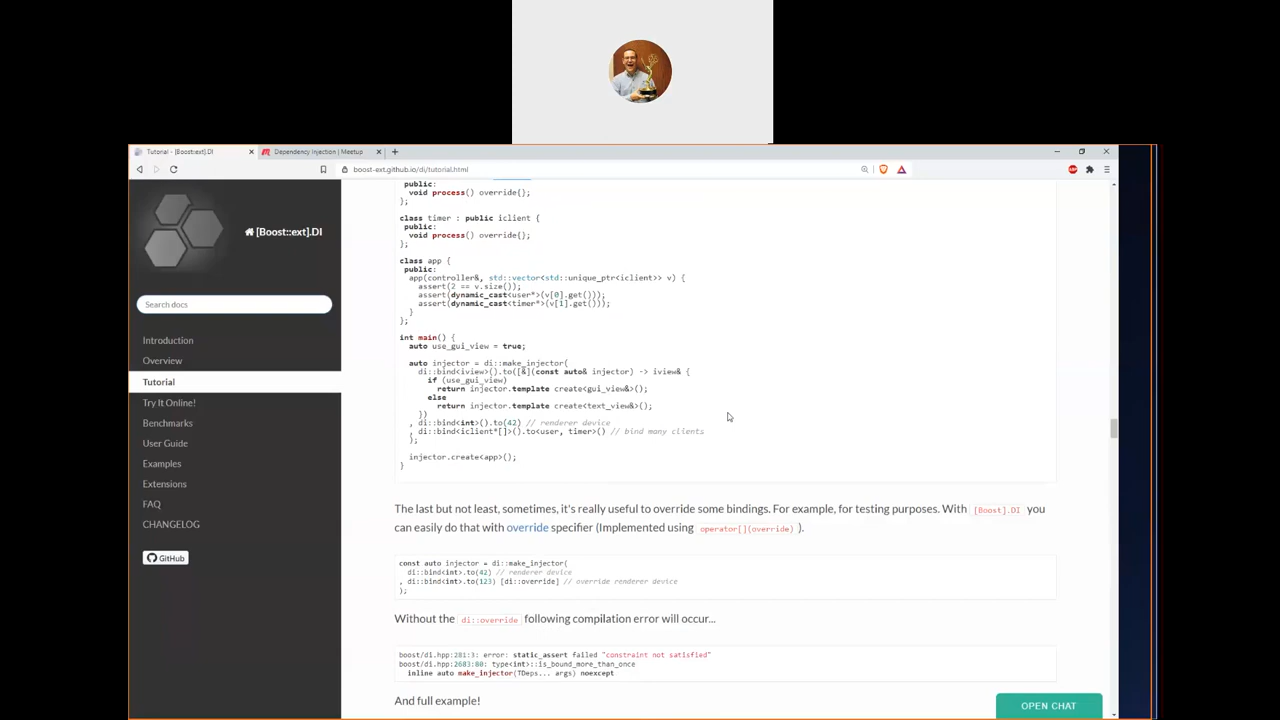 Tutorial - [Boost::ext].DI
Dependency Injection | Meetup
boost-ext.github.io/di/tutorial.html
[Boost::ext].DI
Search docs
Introduction
Overview
Tutorial
Try It Online!
Benchmarks
User Guide
Examples
Extensions
FAQ
CHANGELOG
GitHub
public:
void process() override{};
};
class timer : public iclient {
public:
void process() override{};
};
class app {
public:
app(controller&, std::vector<std::unique_ptr<iclient>> v) {
assert(2 == v.size());
assert(dynamic_cast<user*>(v[0].get()));
assert(dynamic_cast<timer*>(v[1].get()));
}
};
int main() {
auto use_gui_view = true;
auto injector = di::make_injector(
di::bind<iview>().to([&](const auto& injector) -> iview& {
if (use_gui_view)
return injector.template create<gui_view&>();
else
return injector.template create<text_view&>();
})
, di::bind<int>().to(42) // renderer device
, di::bind<iclient*[]>().to<user, timer>() // bind many clients
);
injector.create<app>();
}
The last but not least, sometimes, it's really useful to override some bindings. For example, for testing purposes. With [Boost].DI you
can easily do that with override specifier (Implemented using operator[](override) ).
const auto injector = di::make_injector(
di::bind<int>.to(42) // renderer device
, di::bind<int>.to(123) [di::override] // override renderer device
);
Without the di::override following compilation error will occur...
boost/di.hpp:281:3: error: static_assert failed "constraint not satisfied"
boost/di.hpp:2683:80: type<int>::is_bound_more_than_once
inline auto make_injector(TDeps... args) noexcept
And full example!
OPEN CHAT